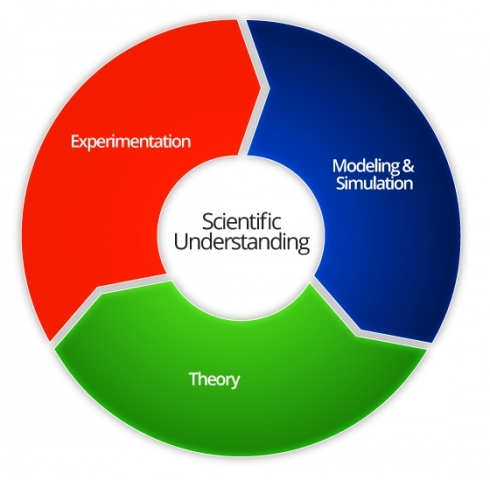 Experimentation
Modeling &
Simulation
Scientific
Understanding
Theory